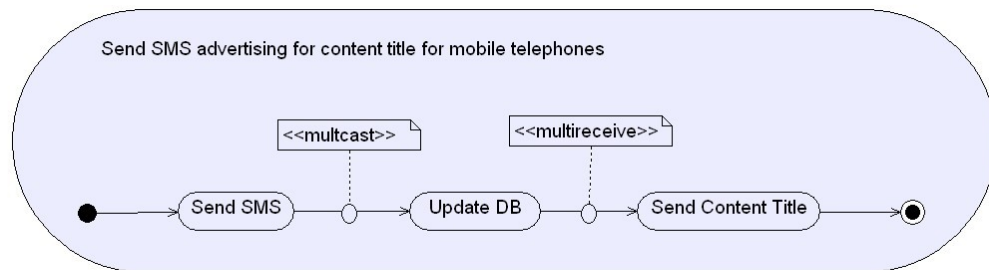 Send SMS advertising for content title for mobile telephones
<<multcast>>
<<multireceive>>
Send SMS
Update DB
Send Content Title